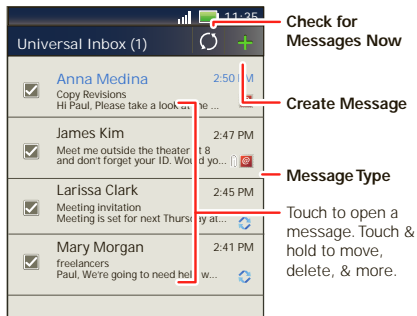 11:35
Universal Inbox (1)
Anna Medina 2:50 PM
Copy Revisions
Hi Paul, Please take a look at the ...
James Kim 2:47 PM
Meet me outside the theater at 8
and don't forget your ID. Would yo...
Larissa Clark 2:45 PM
Meeting invitation
Meeting is set for next Thursday at...
Mary Morgan 2:41 PM
freelancers
Paul, We're going to need help w...
Check for
Messages Now
Create Message
Message Type
Touch to open a
message. Touch &
hold to move,
delete, & more.